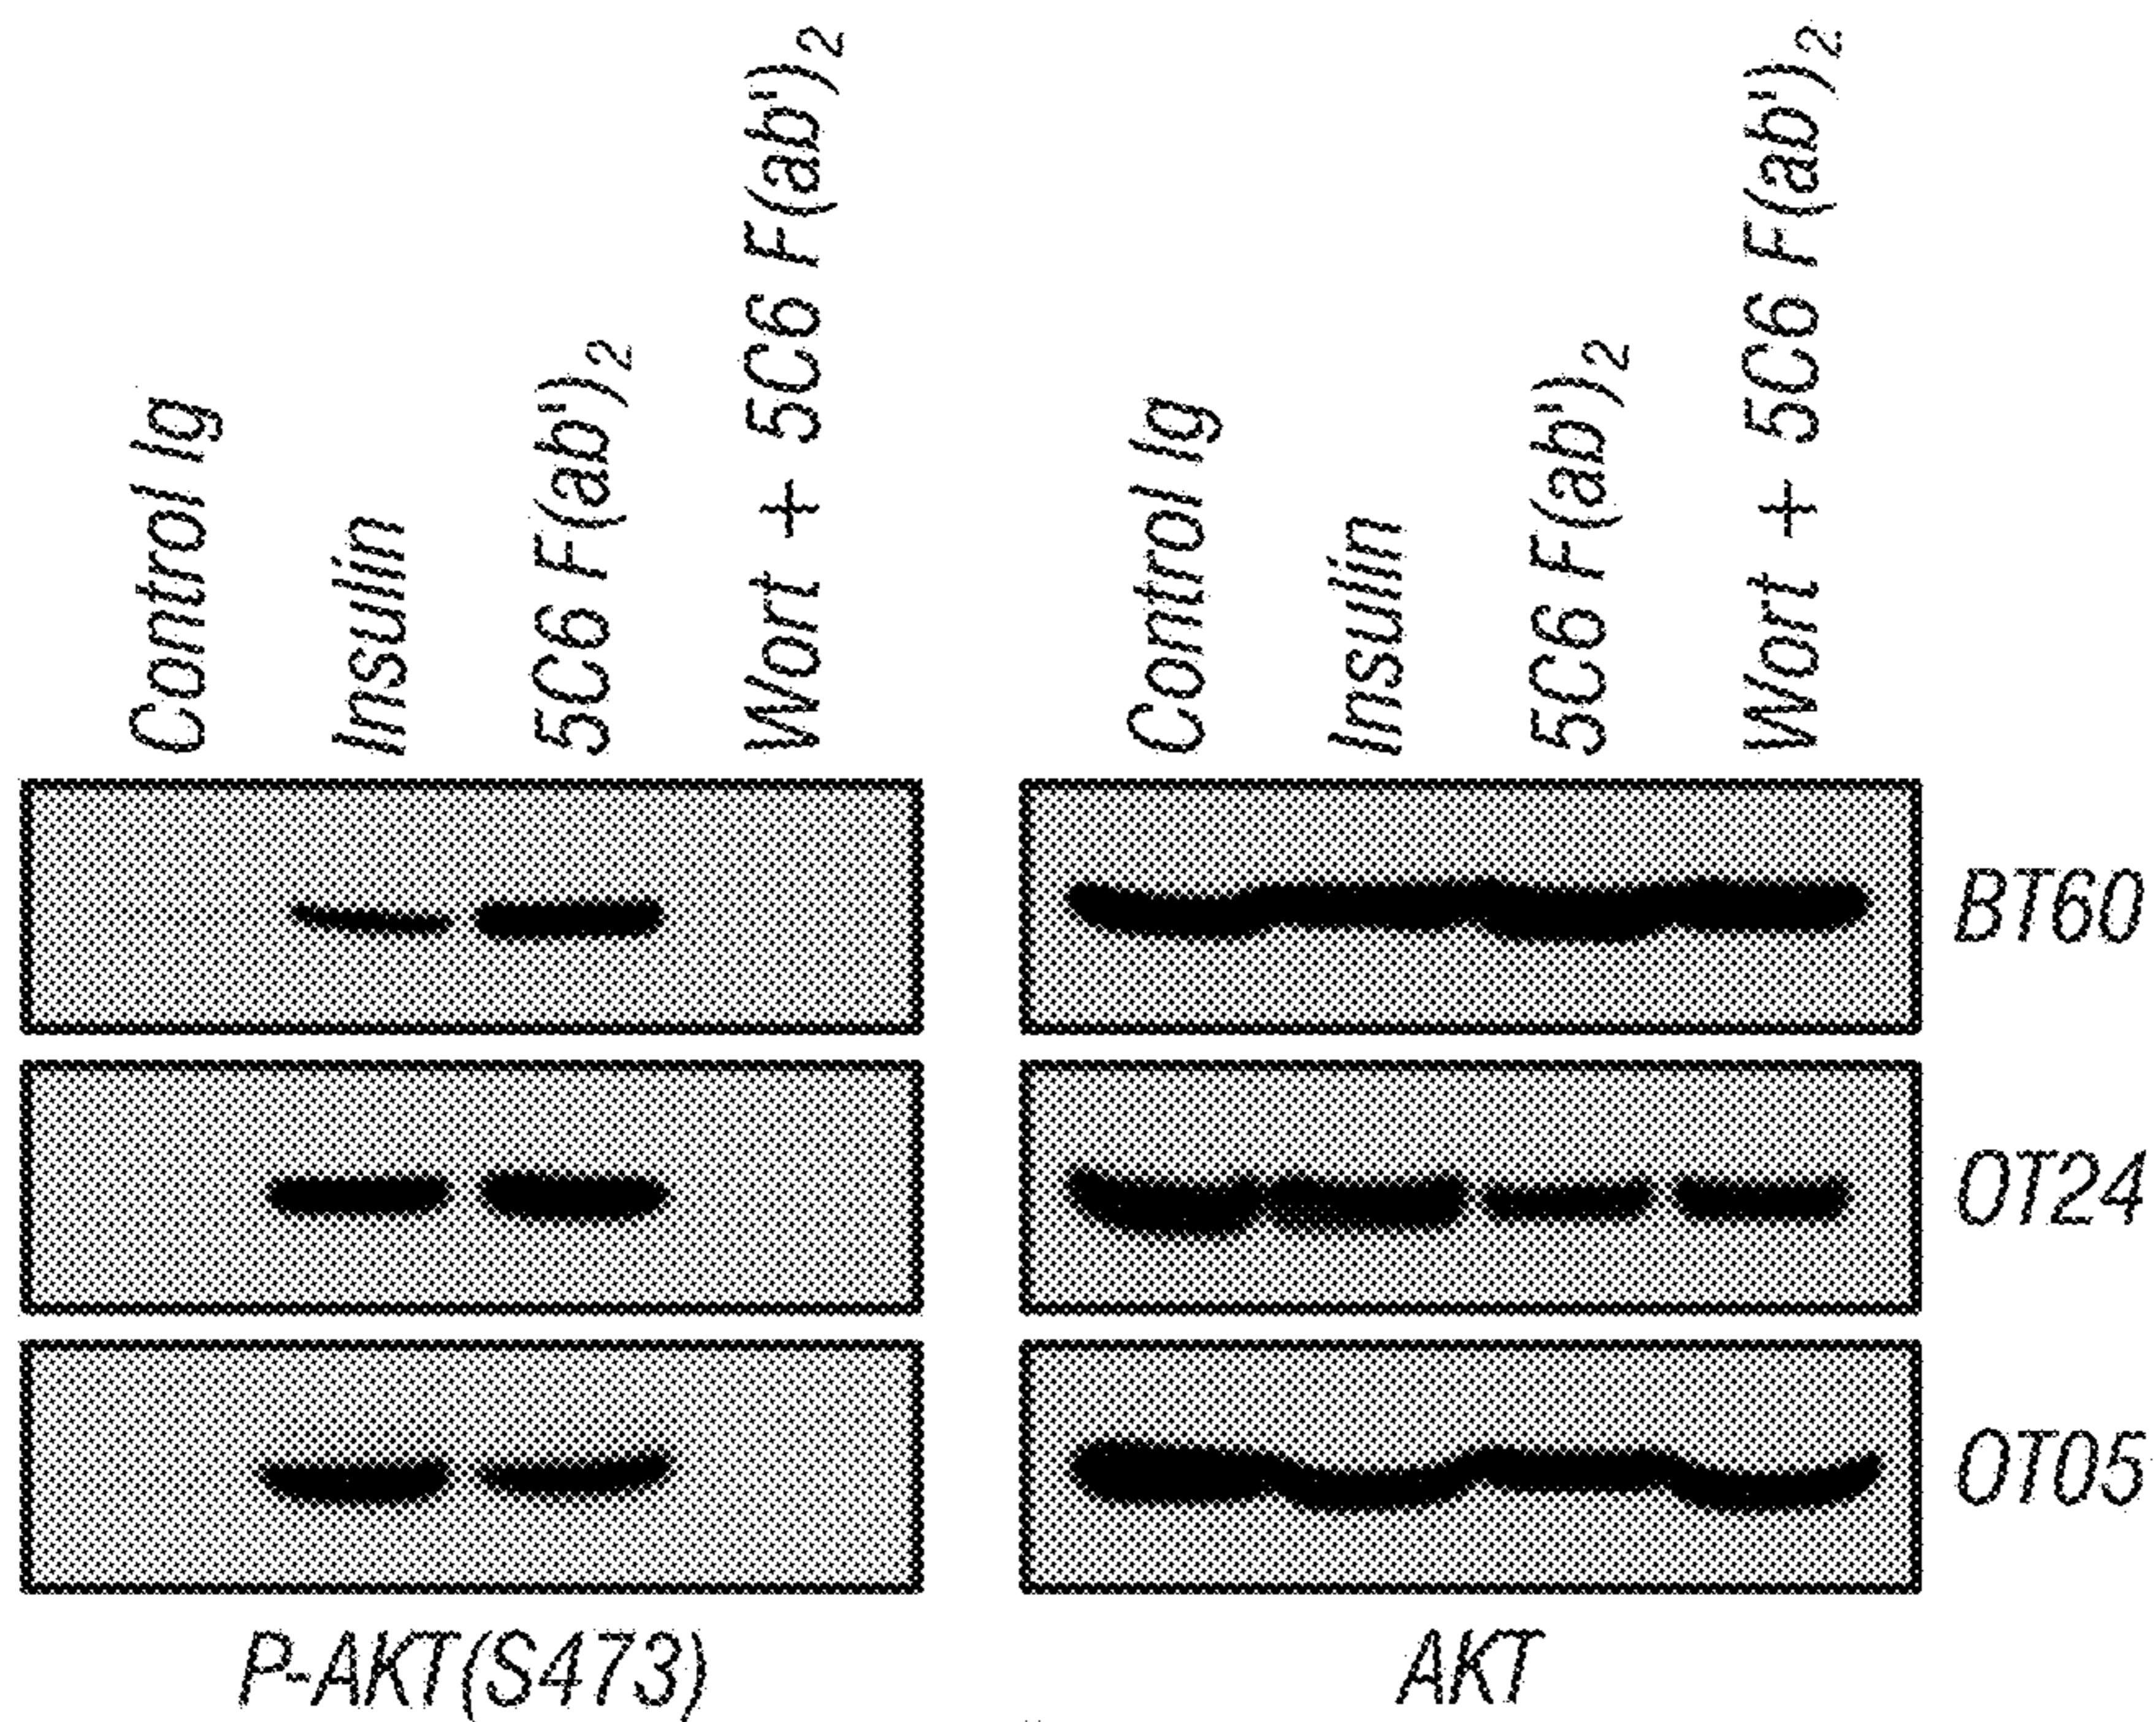 Control Ig
Insulin
5C6 F(ab')₂
Wort + 5C6 F(ab')₂
Control Ig
Insulin
5C6 F(ab')₂
Wort + 5C6 F(ab')₂
BT60
OT24
OT05
P-AKT(S473)
AKT